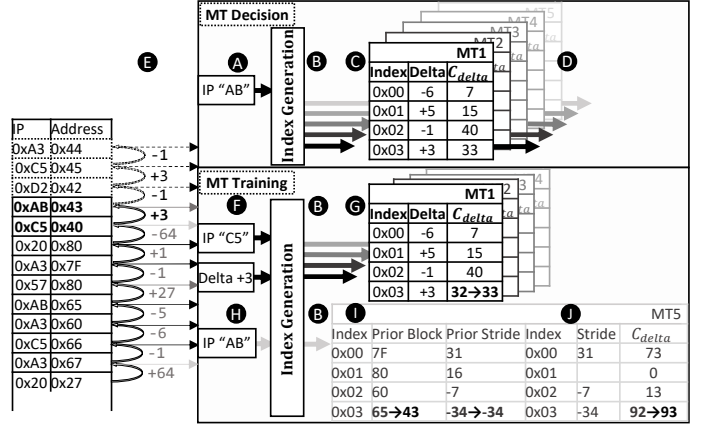 MT Decision
MT5
MT4
MT3
MT2
MT1
E
A
B
C
D
Index Delta C_delta
0x00 -6 7
0x01 +5 15
0x02 -1 40
0x03 +3 33
IP "AB"
Index Generation
IP Address
0xA3 0x44
0xC5 0x45
0xD2 0x42
0xAB 0x43
0xC5 0x40
0x20 0x80
0xA3 0x7F
0x57 0x80
0xAB 0x65
0xA3 0x60
0xC5 0x66
0xA3 0x67
0x20 0x27
-1
+3
-1
+3
-64
+1
-1
+27
-5
-6
-1
+64
MT Training
F
B
G
MT1
Index Delta C_delta
0x00 -6 7
0x01 +5 15
0x02 -1 40
0x03 +3 32→33
IP "C5"
Delta +3
Index Generation
H
B
I
J
IP "AB"
MT5
Index Prior Block Prior Stride Index Stride C_delta
0x00 7F 31 0x00 31 73
0x01 80 16 0x01 0
0x02 60 -7 0x02 -7 13
0x03 65→43 -34→-34 0x03 -34 92→93